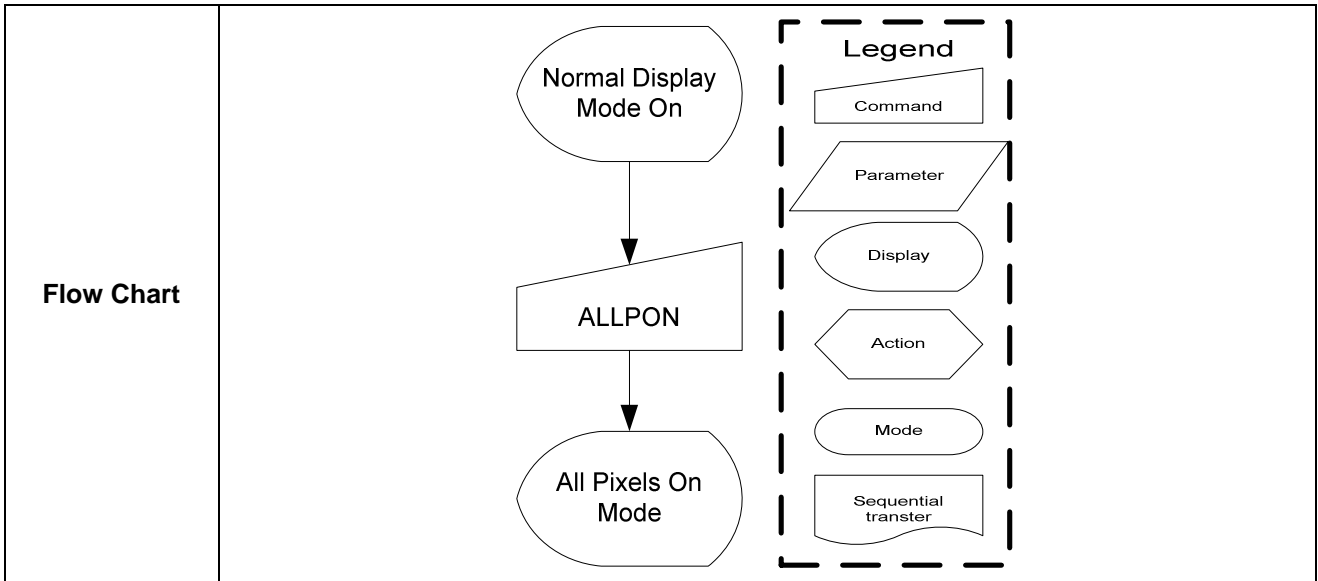 Flow Chart
Normal Display
Mode On
ALLPON
All Pixels On
Mode
Legend
Command
Parameter
Display
Action
Mode
Sequential
transter